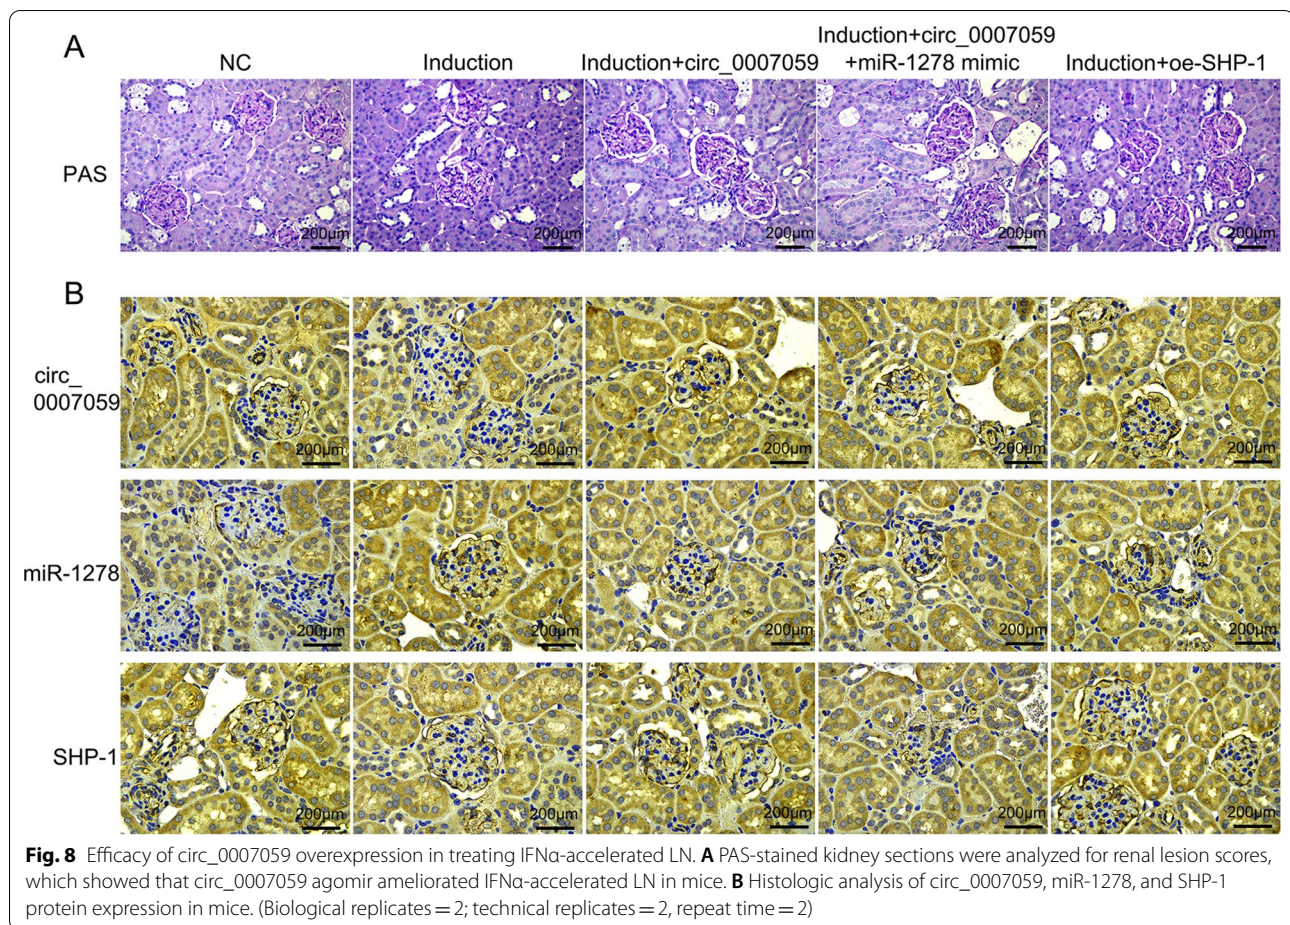 A
NC
Induction
Induction+circ_0007059
Induction+circ_0007059
+miR-1278 mimic
Induction+oe-SHP-1
PAS
200μm
200μm
200μm
200μm
200μm
B
circ_
0007059
200μm
200μm
200μm
200μm
200μm
miR-1278
200μm
200μm
200μm
200μm
200μm
SHP-1
200μm
200μm
200μm
200μm
200μm
Fig. 8 Efficacy of circ_0007059 overexpression in treating IFNα-accelerated LN. A PAS-stained kidney sections were analyzed for renal lesion scores,
which showed that circ_0007059 agomir ameliorated IFNα-accelerated LN in mice. B Histologic analysis of circ_0007059, miR-1278, and SHP-1
protein expression in mice. (Biological replicates = 2; technical replicates = 2, repeat time = 2)